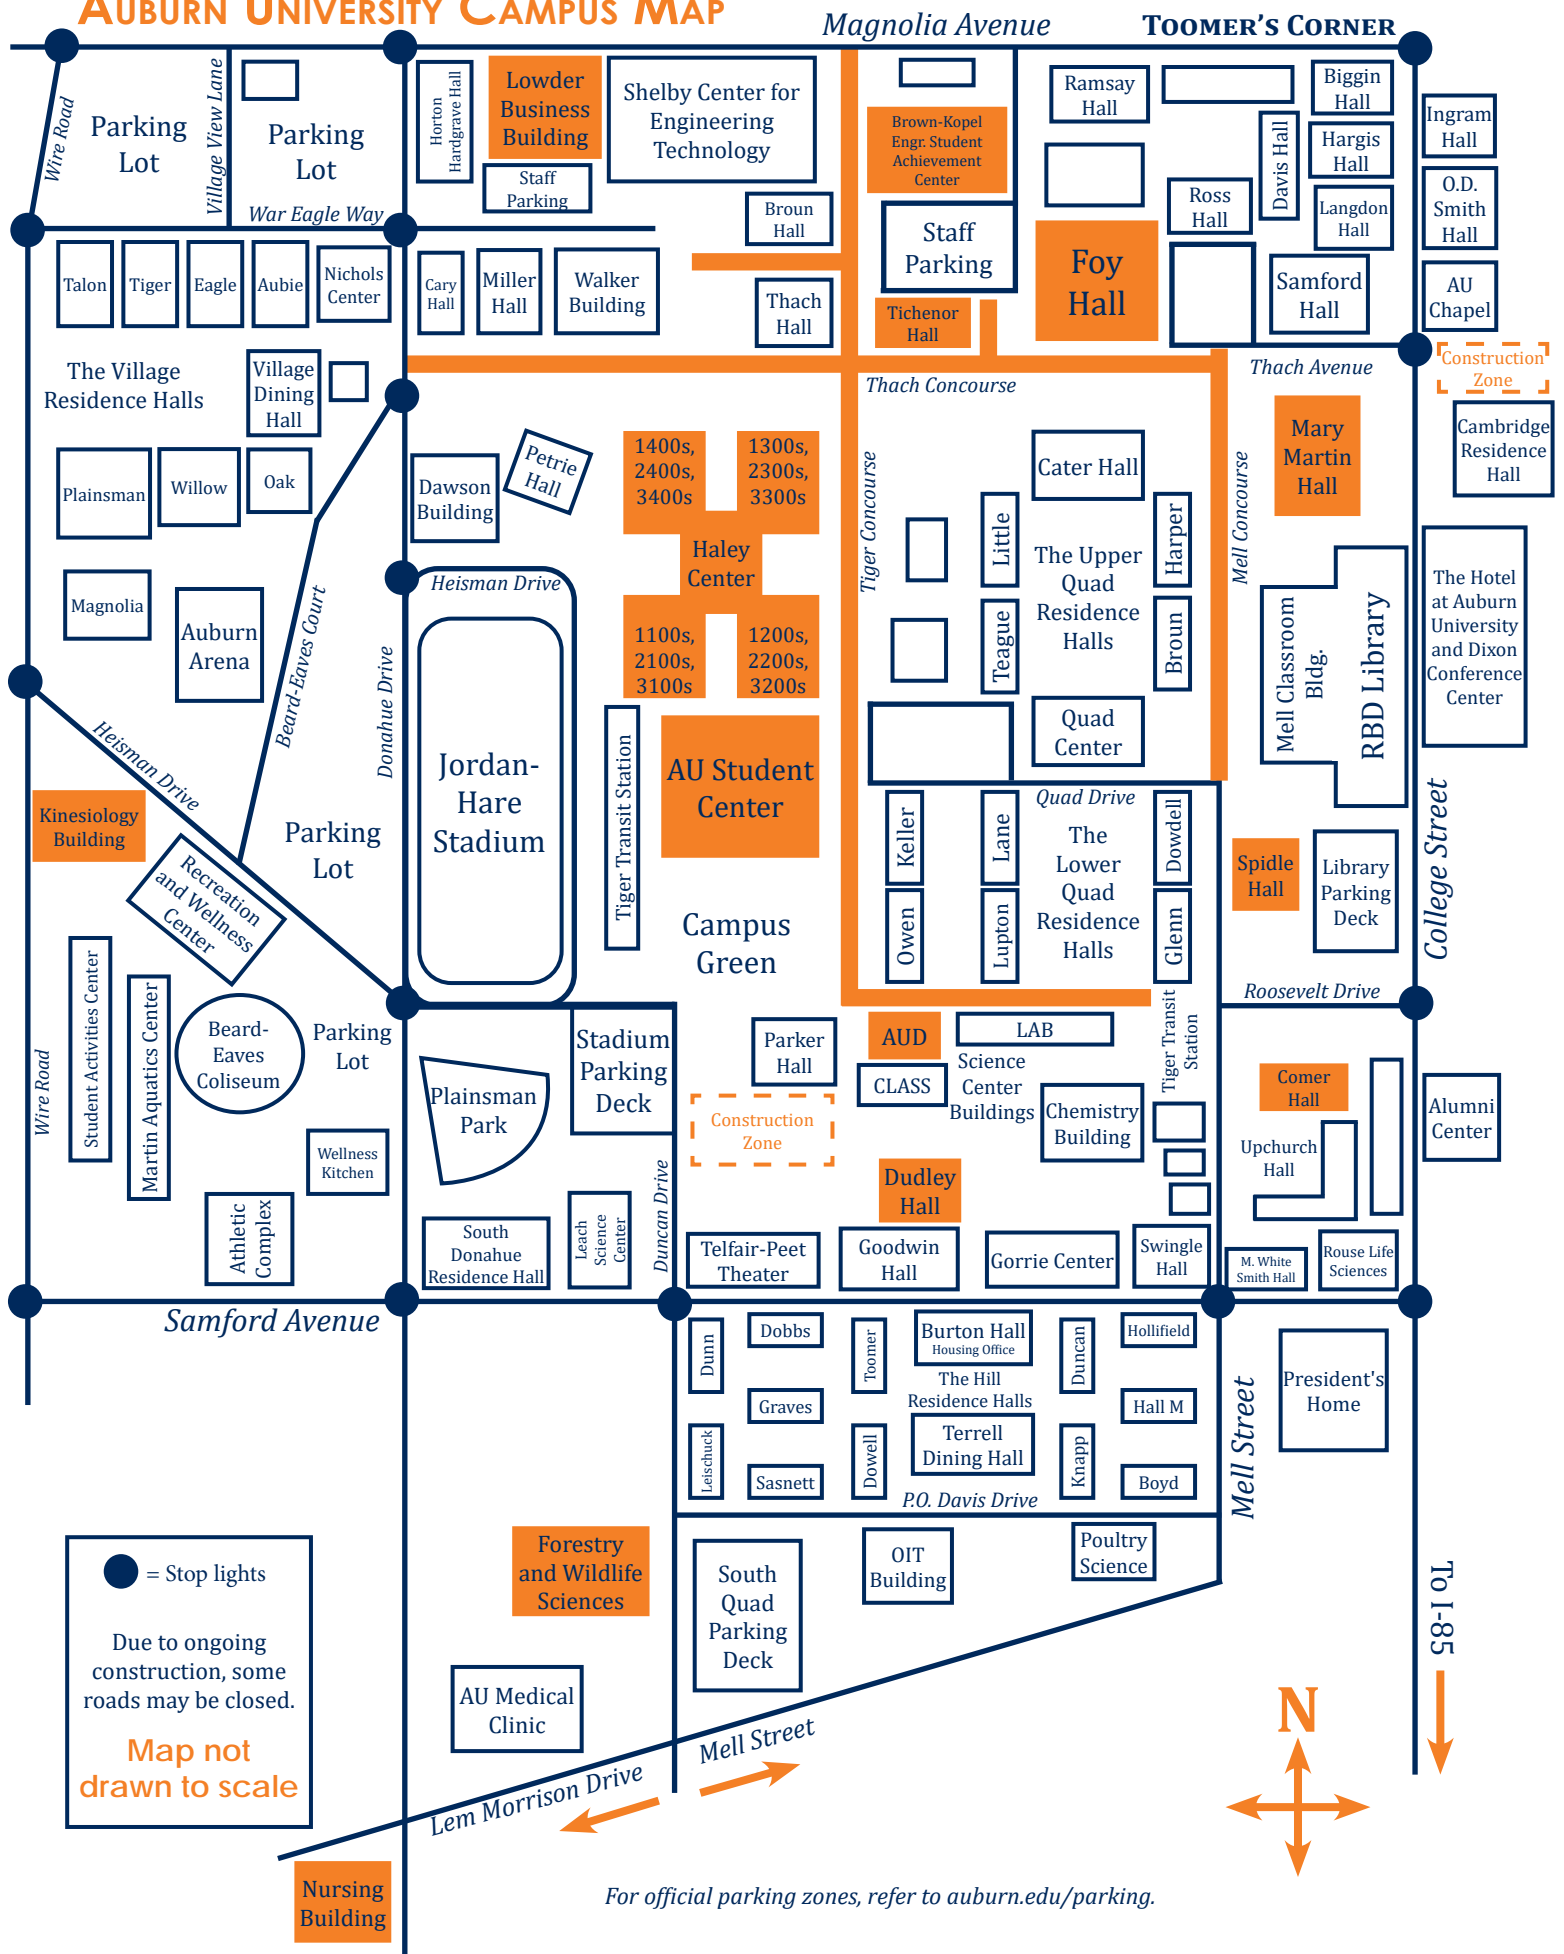 AUBURN UNIVERSITY CAMPUS MAP
Magnolia Avenue
TOOMER'S CORNER
Wire Road
Parking
Lot
Village View Lane
Parking
Lot
War Eagle Way
Horton
Hardgrave Hall
Lowder
Business
Building
Staff
Parking
Shelby Center for
Engineering
Technology
Broun
Hall
Brown-Kopel
Engr. Student
Achievement
Center
Staff
Parking
Ramsay
Hall
Foy
Hall
Ross
Hall
Davis Hall
Biggin
Hall
Hargis
Hall
Langdon
Hall
Samford
Hall
Ingram
Hall
O.D.
Smith
Hall
AU
Chapel
Talon
Tiger
Eagle
Aubie
Nichols
Center
Cary
Hall
Miller
Hall
Walker
Building
Thach
Hall
Tichenor
Hall
The Village
Residence Halls
Village
Dining
Hall
Thach Concourse
Thach Avenue
Construction
Zone
Plainsman
Willow
Oak
Dawson
Building
Petrie
Hall
1400s,
2400s,
3400s
1300s,
2300s,
3300s
Haley
Center
1100s,
2100s,
3100s
1200s,
2200s,
3200s
Tiger Concourse
Cater Hall
Little
Harper
The Upper
Quad
Residence
Halls
Teague
Broun
Quad
Center
Mell Concourse
Mary
Martin
Hall
Cambridge
Residence
Hall
Mell Classroom
Bldg.
RBD Library
The Hotel
at Auburn
University
and Dixon
Conference
Center
Magnolia
Auburn
Arena
Beard-Eaves Court
Donahue Drive
Heisman Drive
Jordan-
Hare
Stadium
Tiger Transit Station
AU Student
Center
Heisman Drive
Kinesiology
Building
Parking
Lot
Recreation
and Wellness
Center
Campus
Green
Quad Drive
Keller
Lane
Dowdell
The
Lower
Quad
Residence
Halls
Owen
Lupton
Glenn
Spidle
Hall
Library
Parking
Deck
College Street
Roosevelt Drive
Wire Road
Student Activities Center
Martin Aquatics Center
Beard-
Eaves
Coliseum
Parking
Lot
Wellness
Kitchen
Athletic
Complex
Plainsman
Park
Stadium
Parking
Deck
Parker
Hall
AUD
LAB
CLASS
Science
Center
Buildings
Chemistry
Building
Tiger Transit
Station
Construction
Zone
Comer
Hall
Upchurch
Hall
Alumni
Center
Duncan Drive
South
Donahue
Residence Hall
Leach
Science
Center
Dudley
Hall
Telfair-Peet
Theater
Goodwin
Hall
Gorrie Center
Swingle
Hall
M. White
Smith Hall
Rouse Life
Sciences
Samford Avenue
Dunn
Dobbs
Toomer
Burton Hall
Housing Office
Duncan
Hollifield
The Hill
Residence Halls
Graves
Hall M
Leischuck
Sasnett
Dowell
Terrell
Dining Hall
Knapp
Boyd
P.O. Davis Drive
Mell Street
President's
Home
= Stop lights
Due to ongoing
construction, some
roads may be closed.
Map not
drawn to scale
Forestry
and Wildlife
Sciences
South
Quad
Parking
Deck
OIT
Building
Poultry
Science
AU Medical
Clinic
Mell Street
Lem Morrison Drive
To I-85
N
Nursing
Building
For official parking zones, refer to auburn.edu/parking.